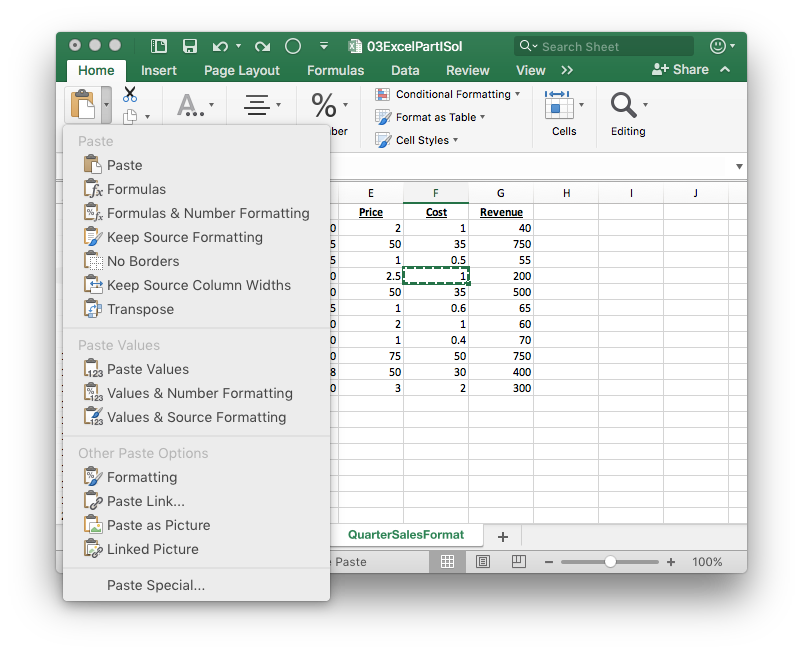 03ExcelPartISol
Search Sheet
Home Insert Page Layout Formulas Data Review View >> Share
% Conditional Formatting
Format as Table
Cell Styles
ber
Cells
Editing
Paste
Paste
Formulas
Formulas & Number Formatting
Keep Source Formatting
No Borders
Keep Source Column Widths
Transpose
Paste Values
Paste Values
Values & Number Formatting
Values & Source Formatting
Other Paste Options
Formatting
Paste Link...
Paste as Picture
Linked Picture
Paste Special...
E F G H I J
Price Cost Revenue
0 2 1 40
5 50 35 750
5 1 0.5 55
0 2.5 1 200
0 50 35 500
5 1 0.6 65
0 2 1 60
0 1 0.4 70
0 75 50 750
8 50 30 400
0 3 2 300
QuarterSalesFormat +
Paste
100%